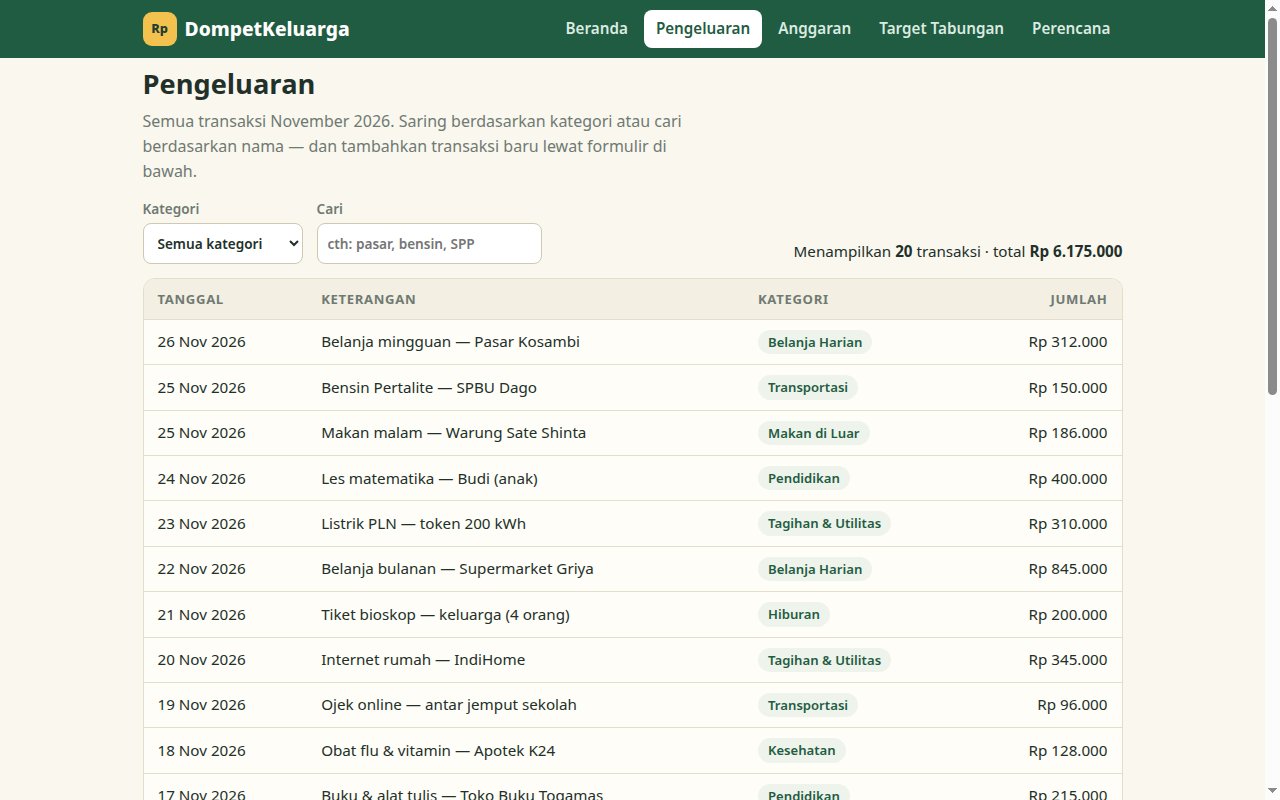 Rp DompetKeluarga Beranda Pengeluaran Anggaran Target Tabungan Perencana
Pengeluaran
Semua transaksi November 2026. Saring berdasarkan kategori atau cari
berdasarkan nama — dan tambahkan transaksi baru lewat formulir di
bawah.
Kategori Cari
Semua kategori cth: pasar, bensin, SPP
Menampilkan 20 transaksi · total Rp 6.175.000
TANGGAL KETERANGAN KATEGORI JUMLAH
26 Nov 2026 Belanja mingguan — Pasar Kosambi Belanja Harian Rp 312.000
25 Nov 2026 Bensin Pertalite — SPBU Dago Transportasi Rp 150.000
25 Nov 2026 Makan malam — Warung Sate Shinta Makan di Luar Rp 186.000
24 Nov 2026 Les matematika — Budi (anak) Pendidikan Rp 400.000
23 Nov 2026 Listrik PLN — token 200 kWh Tagihan & Utilitas Rp 310.000
22 Nov 2026 Belanja bulanan — Supermarket Griya Belanja Harian Rp 845.000
21 Nov 2026 Tiket bioskop — keluarga (4 orang) Hiburan Rp 200.000
20 Nov 2026 Internet rumah — IndiHome Tagihan & Utilitas Rp 345.000
19 Nov 2026 Ojek online — antar jemput sekolah Transportasi Rp 96.000
18 Nov 2026 Obat flu & vitamin — Apotek K24 Kesehatan Rp 128.000
17 Nov 2026 Buku & alat tulis — Toko Buku Togamas Pendidikan Rp 215.000